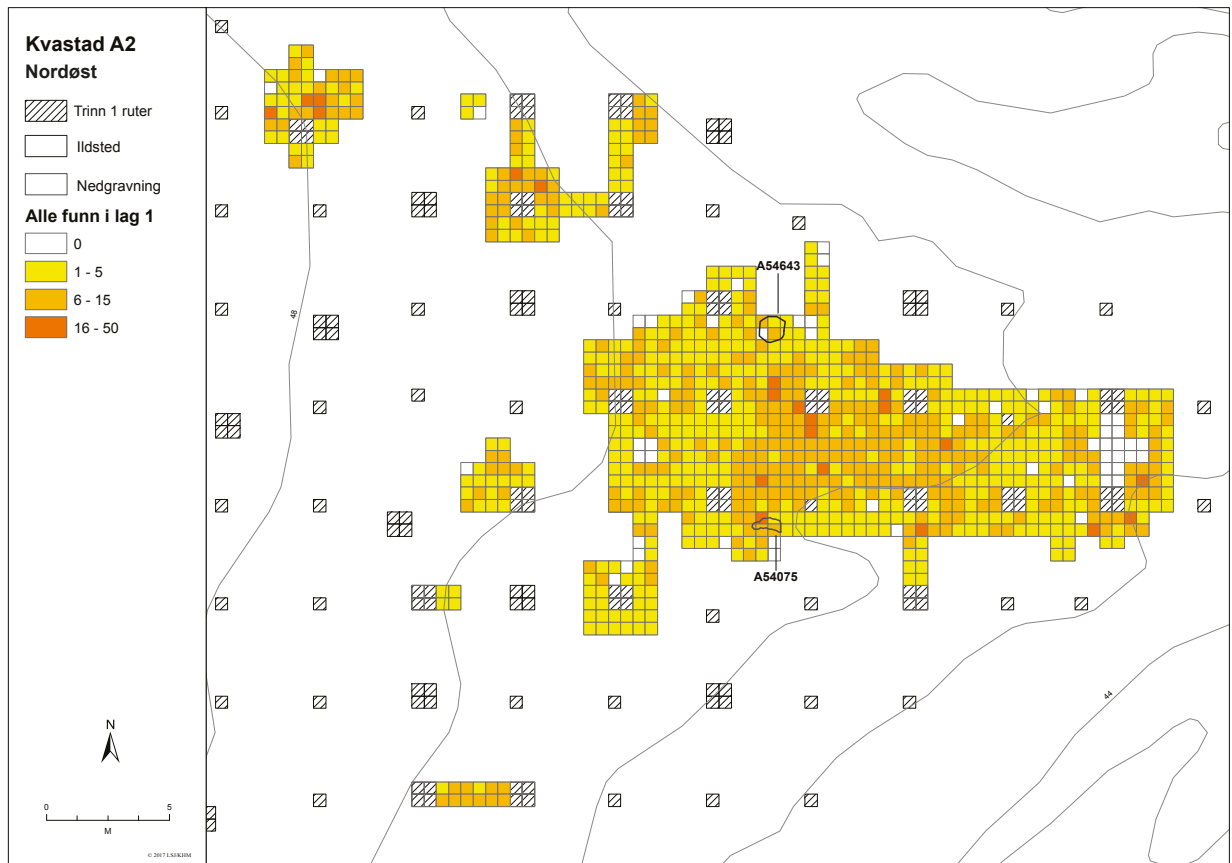 Kvastad A2
Nordøst
Trinn 1 ruter
Ildsted
Nedgravning
Alle funn i lag 1
0
1 - 5
6 - 15
16 - 50
N
0 5
M
© 2017 LSJ/KHM
A54643
48
A54075
44